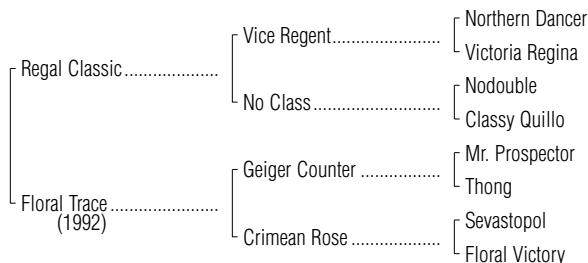 Northern Dancer
Vice Regent
Victoria Regina
Regal Classic
Nodouble
No Class
Classy Quillo
Mr. Prospector
Geiger Counter
Thong
Floral Trace
(1992)
Sevastopol
Crimean Rose
Floral Victory